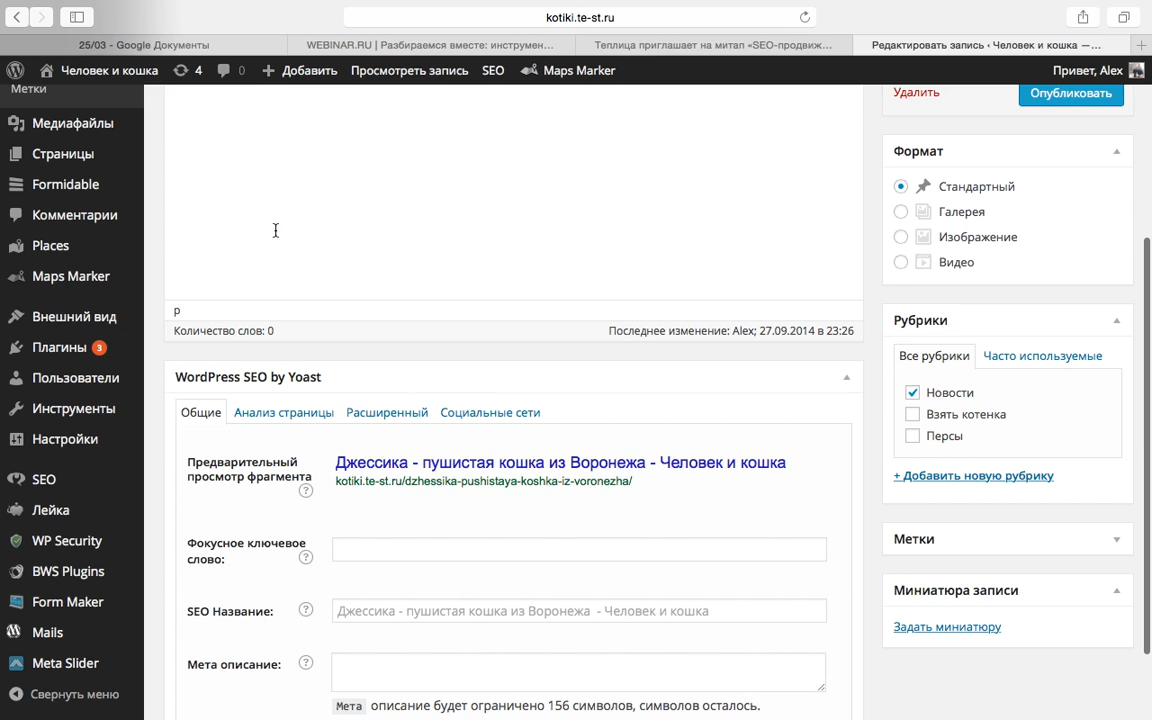 kotiki.te-st.ru
25/03 - Google Документы
WEBINAR.RU | Разбираемся вместе: инструмен...
Теплица приглашает на митап «SEO-продвиж...
Редактировать запись ‹ Человек и кошка —...
Человек и кошка
4
0
Добавить
Просмотреть запись
SEO
Maps Marker
Привет, Alex
Метки
Медиафайлы
Страницы
Formidable
Комментарии
Places
Maps Marker
Внешний вид
Плагины 3
Пользователи
Инструменты
Настройки
SEO
Лейка
WP Security
BWS Plugins
Form Maker
Mails
Meta Slider
Свернуть меню
p
Количество слов: 0
Последнее изменение: Alex; 27.09.2014 в 23:26
WordPress SEO by Yoast
Общие
Анализ страницы
Расширенный
Социальные сети
Предварительный
просмотр фрагмента
?
Джессика - пушистая кошка из Воронежа - Человек и кошка
kotiki.te-st.ru/dzhessika-pushistaya-koshka-iz-voronezha/
Фокусное ключевое
слово:
?
SEO Название:
?
Джессика - пушистая кошка из Воронежа - Человек и кошка
Мета описание:
?
Мета описание будет ограничено 156 символов, символов осталось.
Удалить
Опубликовать
Формат
Стандартный
Галерея
Изображение
Видео
Рубрики
Все рубрики
Часто используемые
Новости
Взять котенка
Персы
+ Добавить новую рубрику
Метки
Миниатюра записи
Задать миниатюру